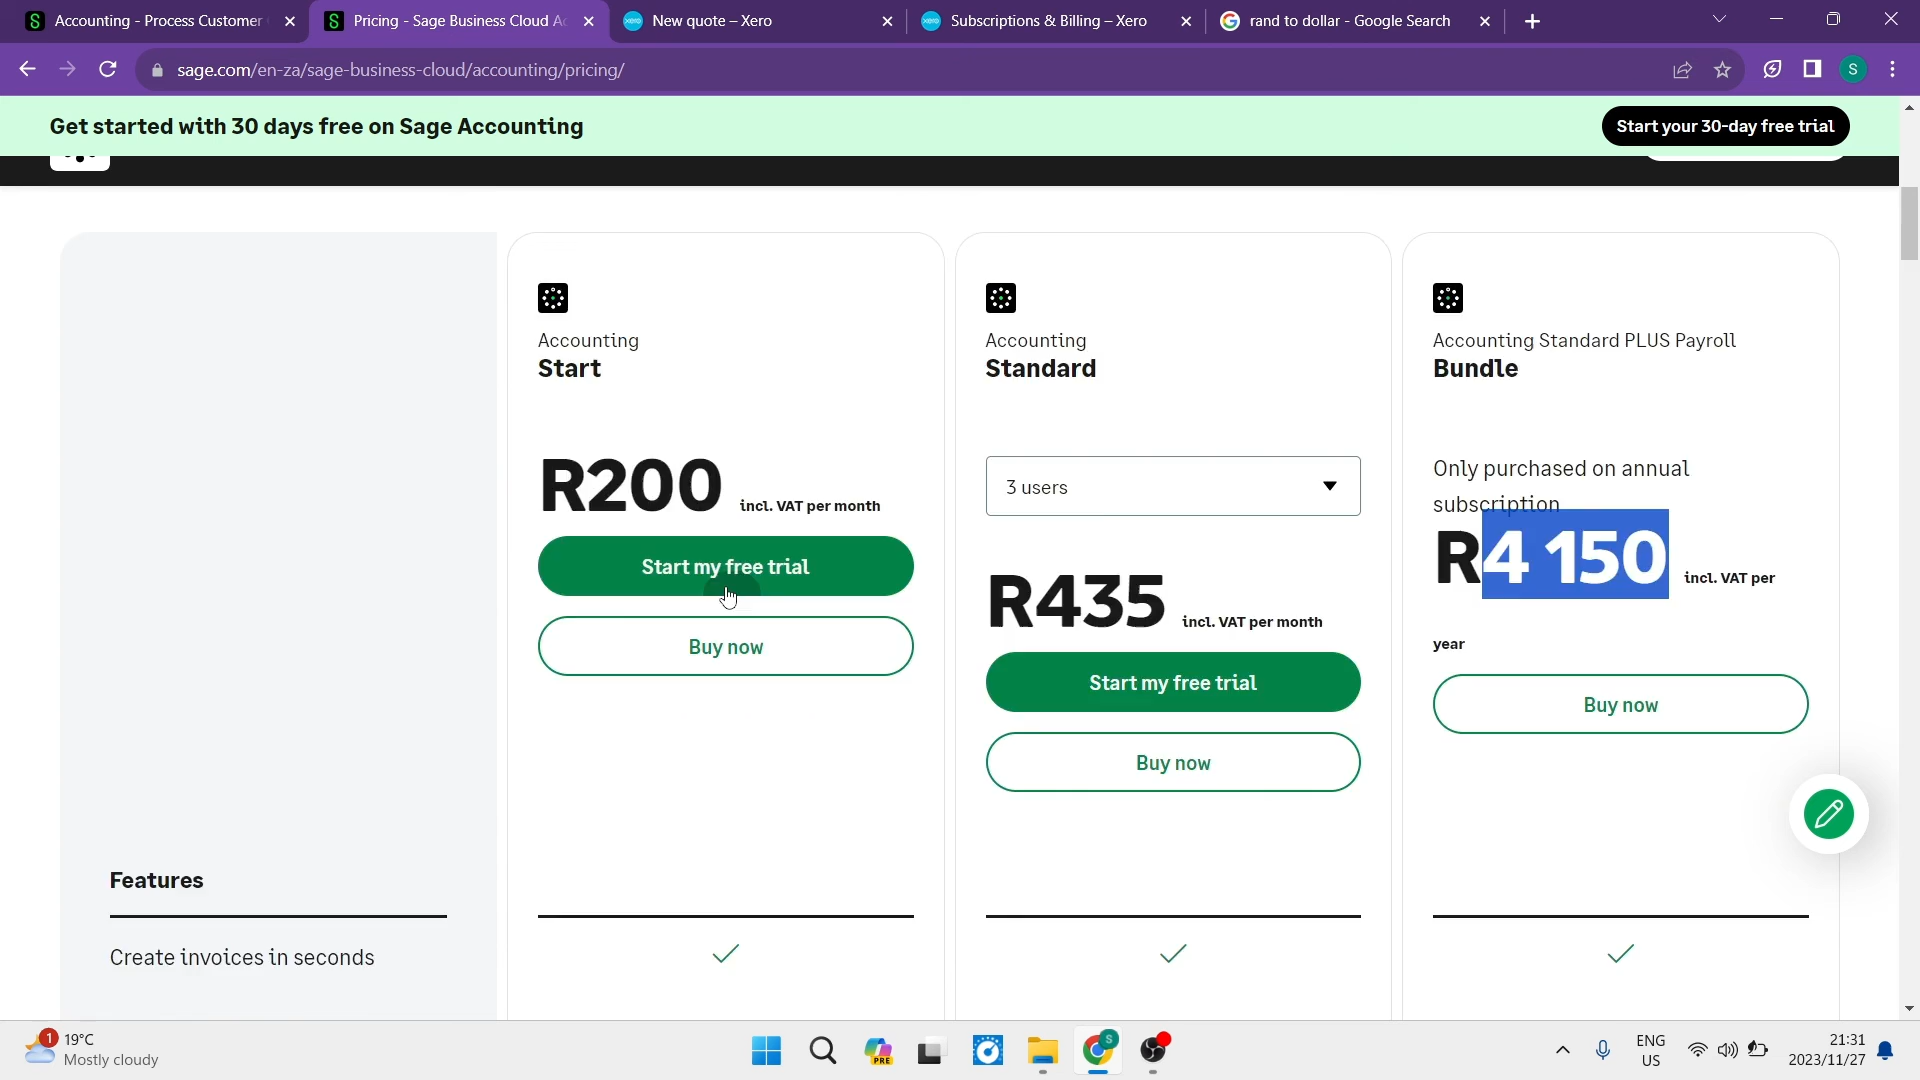 Accounting - Process Customer
Pricing - Sage Business Cloud Ac
New quote – Xero
Subscriptions & Billing – Xero
rand to dollar - Google Search
sage.com/en-za/sage-business-cloud/accounting/pricing/
S
Get started with 30 days free on Sage Accounting
Start your 30-day free trial
Accounting
Start
R200 incl. VAT per month
Start my free trial
Buy now
Accounting
Standard
3 users
R435 incl. VAT per month
Start my free trial
Buy now
Accounting Standard PLUS Payroll
Bundle
Only purchased on annual
subscription
R4 150 incl. VAT per
year
Buy now
Features
Create invoices in seconds
1
19°C
Mostly cloudy
PRE
S
ENG
US
21:31
2023/11/27